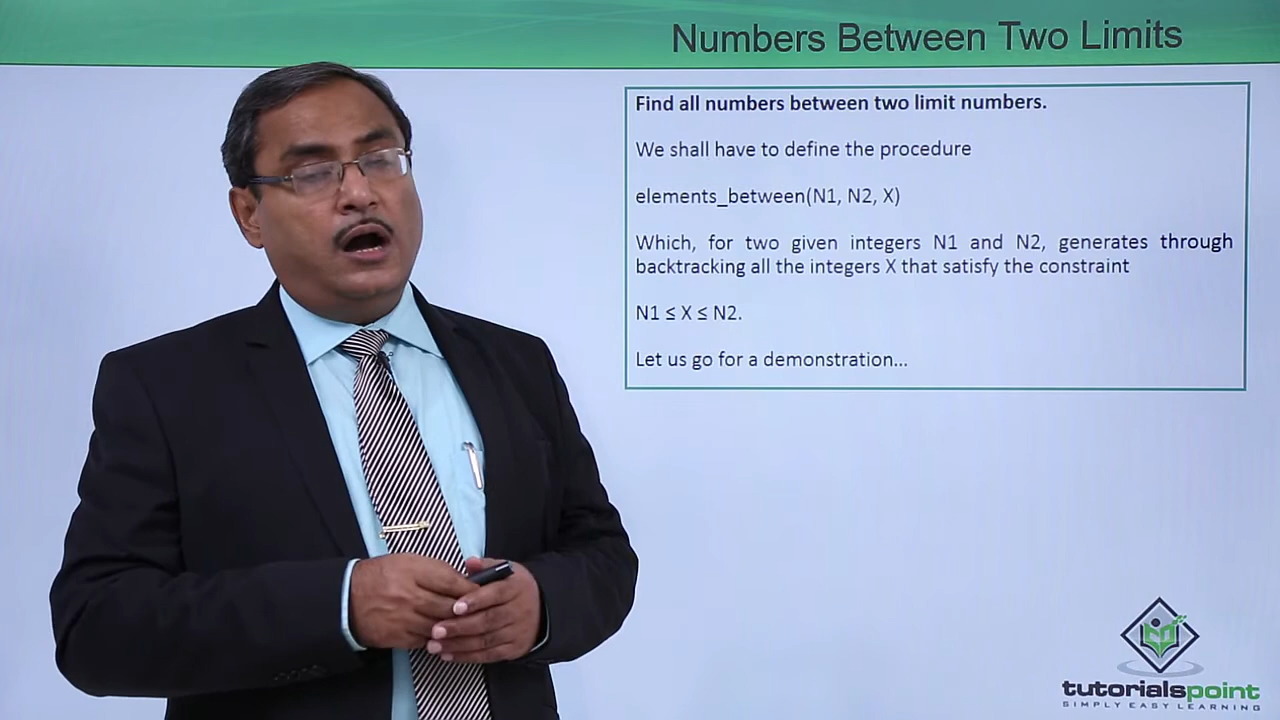 Numbers Between Two Limits
Find all numbers between two limit numbers.
We shall have to define the procedure
elements_between(N1, N2, X)
Which, for two given integers N1 and N2, generates through
backtracking all the integers X that satisfy the constraint
N1 ≤ X ≤ N2.
Let us go for a demonstration...
tutorialspoint
SIMPLY EASY LEARNING